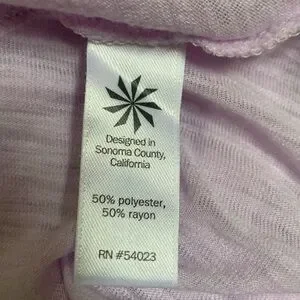 Designed in
Sonoma County,
California
50% polyester,
50% rayon
RN #54023